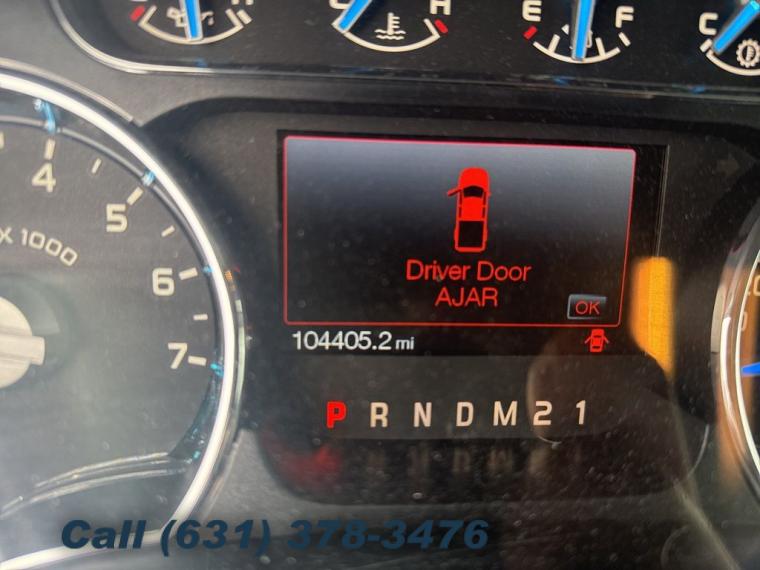 C H E F C
4
5
X 1000
6
7
Driver Door
AJAR
OK
104405.2 mi
P R N D M 2 1
Call (631) 378-3476